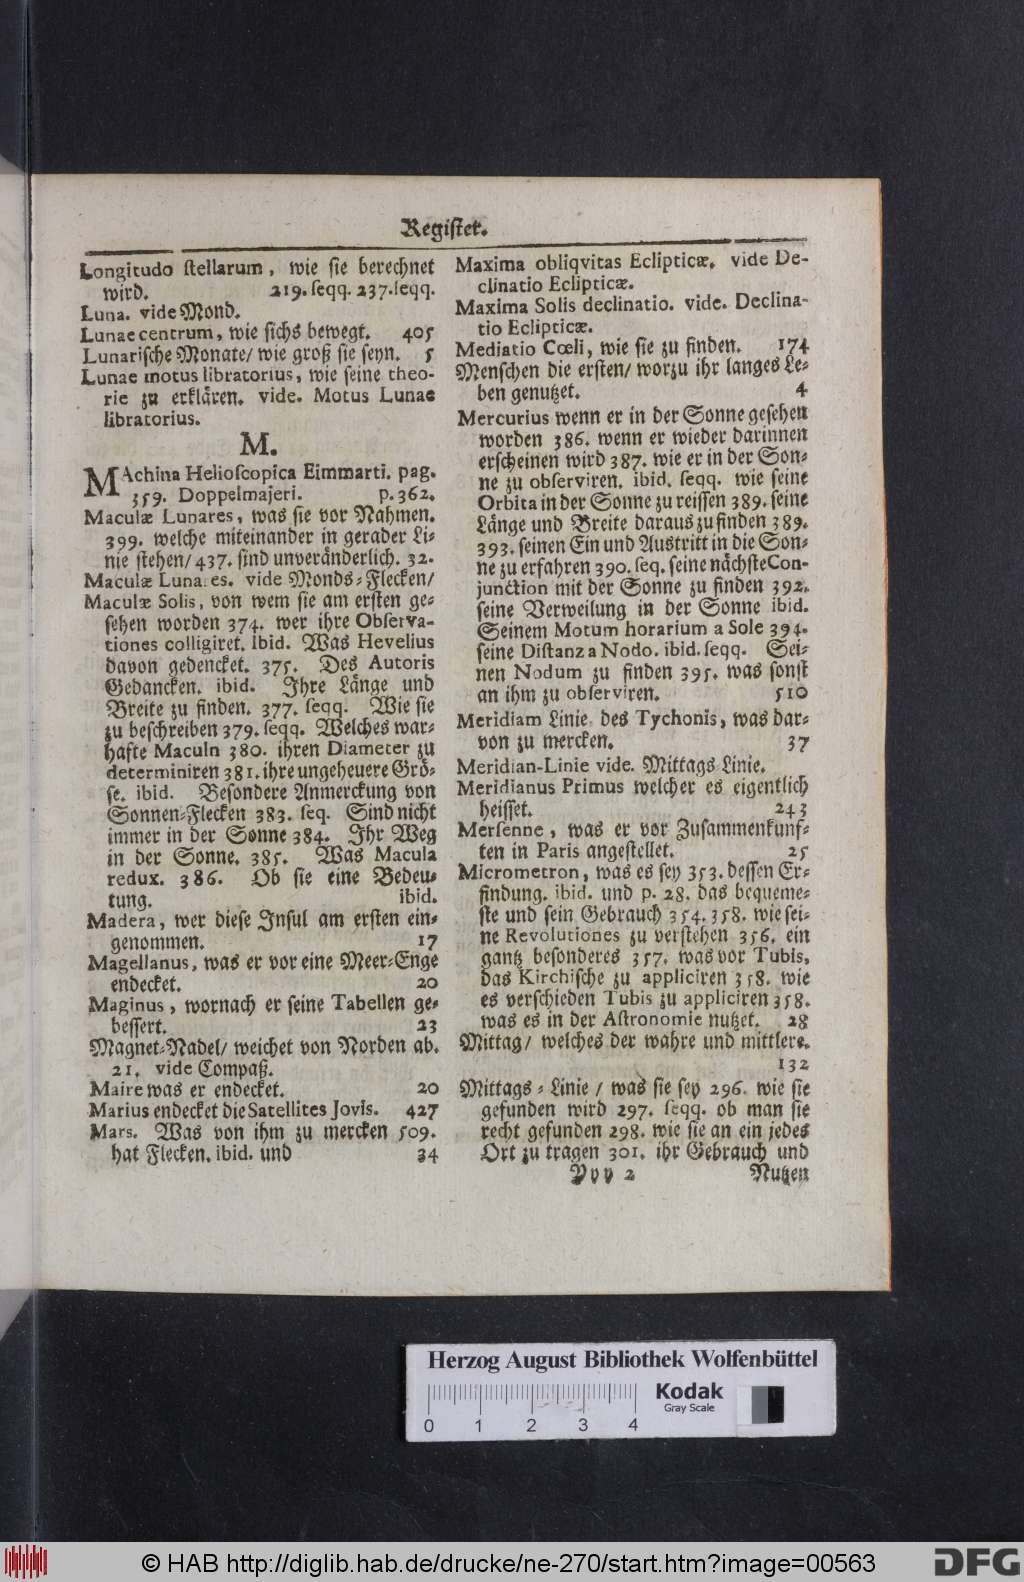 Register.
Longitudo stellarum, wie sie berechnet
wird. 219. seqq. 237. seqq.
Luna. vide Mond.
Lunae centrum, wie sichs bewegt. 405
Lunarische Monate/ wie groß sie seyn. 5
Lunae motus libratorius, wie seine theo-
rie zu erklären. vide. Motus Lunae
libratorius.
M.
MAchina Helioscopica Eimmarti. pag.
359. Doppelmajeri. p. 362.
Maculæ Lunares, was sie vor Nahmen.
399. welche miteinander in gerader Li-
nie stehen/ 437. sind unveränderlich. 32.
Maculæ Lunares. vide Monds-Flecken/
Maculæ Solis, von wem sie am ersten ge-
sehen worden 374. wer ihre Observa-
tiones colligiret. ibid. Was Hevelius
davon gedencket. 375. Des Autoris
Gedancken. ibid. Ihre Länge und
Breite zu finden. 377. seqq. Wie sie
zu beschreiben 379. seqq. Welches war-
hafte Maculn 380. ihren Diameter zu
determiniren 381. ihre ungeheuere Grö-
se. ibid. Besondere Anmerckung von
Sonnen-Flecken 383. seq. Sind nicht
immer in der Sonne 384. Ihr Weg
in der Sonne. 385. Was Macula
redux. 386. Ob sie eine Bedeu-
tung. ibid.
Madera, wer diese Insul am ersten ein-
genommen. 17
Magellanus, was er vor eine Meer-Enge
endecket. 20
Maginus, wornach er seine Tabellen ge-
bessert. 23
Magnet-Nadel/ weichet von Norden ab.
21. vide Compaß.
Maire was er endecket. 20
Marius endecket die Satellites Jovis. 427
Mars. Was von ihm zu mercken 509.
hat Flecken. ibid. und 34
Maxima obliqvitas Eclipticæ. vide De-
clinatio Eclipticæ.
Maxima Solis declinatio. vide. Declina-
tio Eclipticæ.
Mediatio Cœli, wie sie zu finden. 174
Menschen die ersten/ worzu ihr langes Le-
ben genutzet. 4
Mercurius wenn er in der Sonne gesehen
worden 386. wenn er wieder darinnen
erscheinen wird 387. wie er in der Son-
ne zu observiren. ibid. seqq. wie seine
Orbita in der Sonne zu reissen 389. seine
Länge und Breite daraus zu finden 389.
393. seinen Ein und Austritt in die Son-
ne zu erfahren 390. seq. seine nächste Con-
junction mit der Sonne zu finden 392.
seine Verweilung in der Sonne ibid.
Seinem Motum horarium a Sole 394.
seine Distanz a Nodo. ibid. seqq. Sei-
nen Nodum zu finden 395. was sonst
an ihm zu observiren. 510
Meridiam Linie des Tychonis, was dar-
von zu mercken. 37
Meridian-Linie vide. Mittags Linie.
Meridianus Primus welcher es eigentlich
heisset. 243
Mersenne, was er vor Zusammenkunf-
ten in Paris angestellet. 25
Micrometron, was es sey 353. dessen Er-
findung. ibid. und p. 28. das bequeme-
ste und sein Gebrauch 354. 358. wie sei-
ne Revolutiones zu verstehen 356. ein
gantz besonderes 357. was vor Tubis,
das Kirchische zu appliciren 358. wie
es verschieden Tubis zu appliciren 358.
was es in der Astronomie nutzet. 28
Mittag/ welches der wahre und mittlere.
132
Mittags-Linie / was sie sey 296. wie sie
gefunden wird 297. seqq. ob man sie
recht gefunden 298. wie sie an ein jedes
Ort zu tragen 301. ihr Gebrauch und
Yyy 2 Nutzen
Herzog August Bibliothek Wolfenbüttel
Kodak
Gray Scale
0 1 2 3 4
© HAB http://diglib.hab.de/drucke/ne-270/start.htm?image=00563
DFG